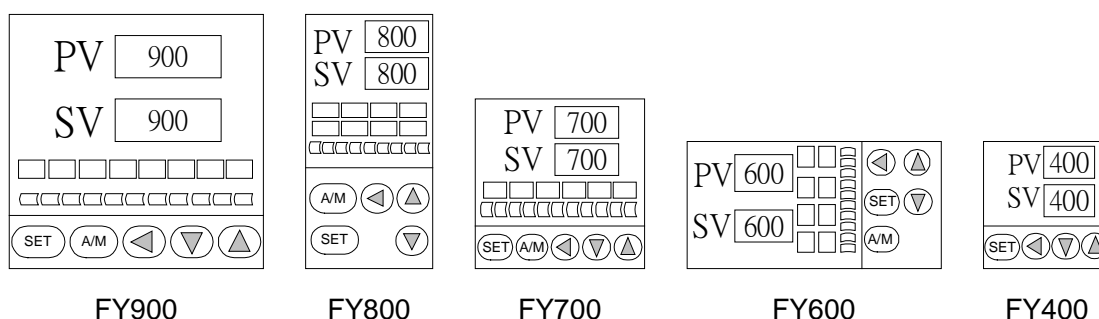 PV 900
SV 900
SET A/M
FY900
PV 800
SV 800
A/M
SET
FY800
PV 700
SV 700
SET A/M
FY700
PV 600
SV 600
SET
A/M
FY600
PV 400
SV 400
SET
FY400